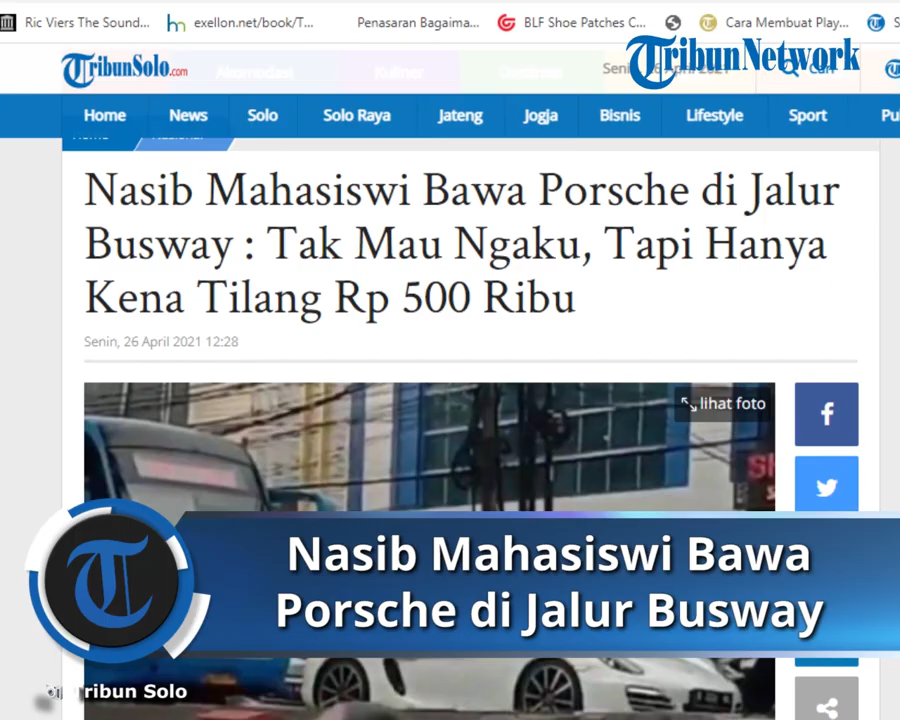 Ric Viers The Sound...
exellon.net/book/T...
Penasaran Bagaima...
BLF Shoe Patches C...
Cara Membuat Play...
TribunSolo.com
Akomodasi
Kuliner
TribunNetwork
Home
News
Solo
Solo Raya
Jateng
Jogja
Bisnis
Lifestyle
Sport
Nasib Mahasiswi Bawa Porsche di Jalur
Busway : Tak Mau Ngaku, Tapi Hanya
Kena Tilang Rp 500 Ribu
Senin, 26 April 2021 12:28
lihat foto
Nasib Mahasiswi Bawa
Porsche di Jalur Busway
Tribun Solo